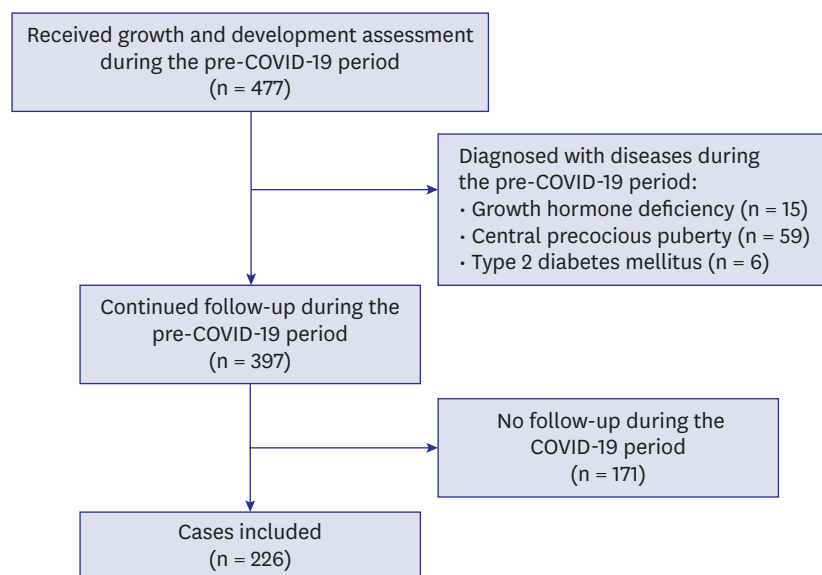 Received growth and development assessment
during the pre-COVID-19 period
(n = 477)
Diagnosed with diseases during
the pre-COVID-19 period:
• Growth hormone deficiency (n = 15)
• Central precocious puberty (n = 59)
• Type 2 diabetes mellitus (n = 6)
Continued follow-up during the
pre-COVID-19 period
(n = 397)
No follow-up during the
COVID-19 period
(n = 171)
Cases included
(n = 226)